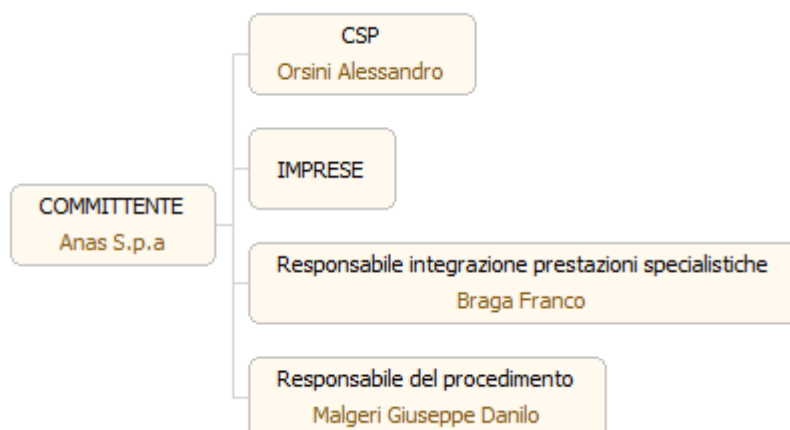 CSP
Orsini Alessandro
IMPRESE
COMMITTENTE
Anas S.p.a
Responsabile integrazione prestazioni specialistiche
Braga Franco
Responsabile del procedimento
Malgeri Giuseppe Danilo